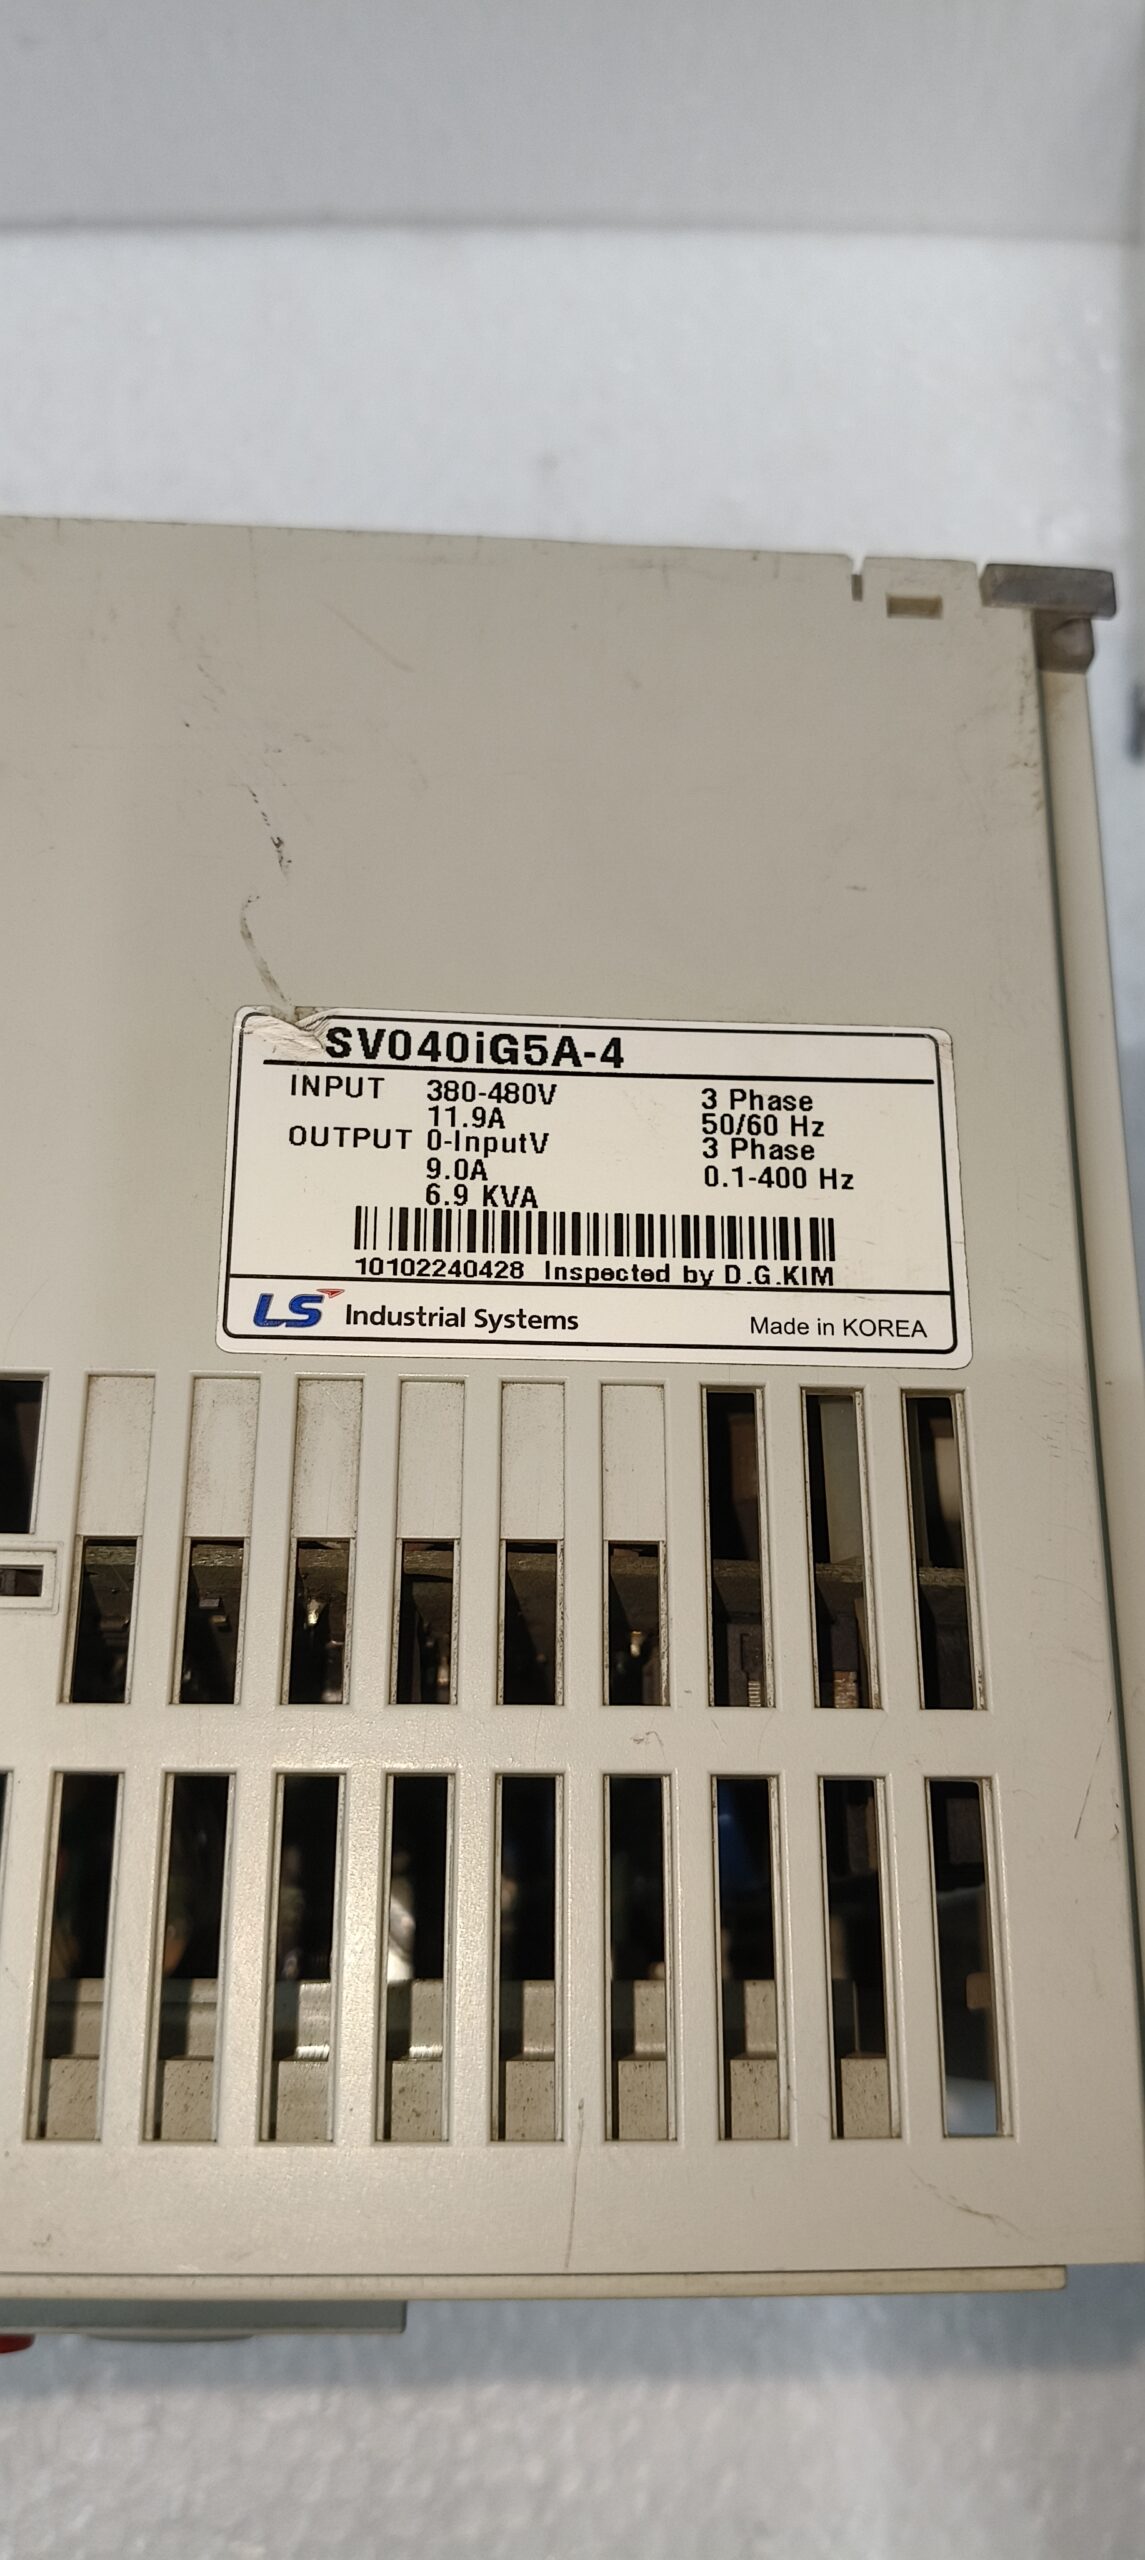 SV040iG5A-4
INPUT 380-480V 3 Phase
11.9A 50/60 Hz
OUTPUT 0-InputV 3 Phase
9.0A 0.1-400 Hz
6.9 KVA
10102240428 Inspected by D.G.KIM
LS Industrial Systems Made in KOREA